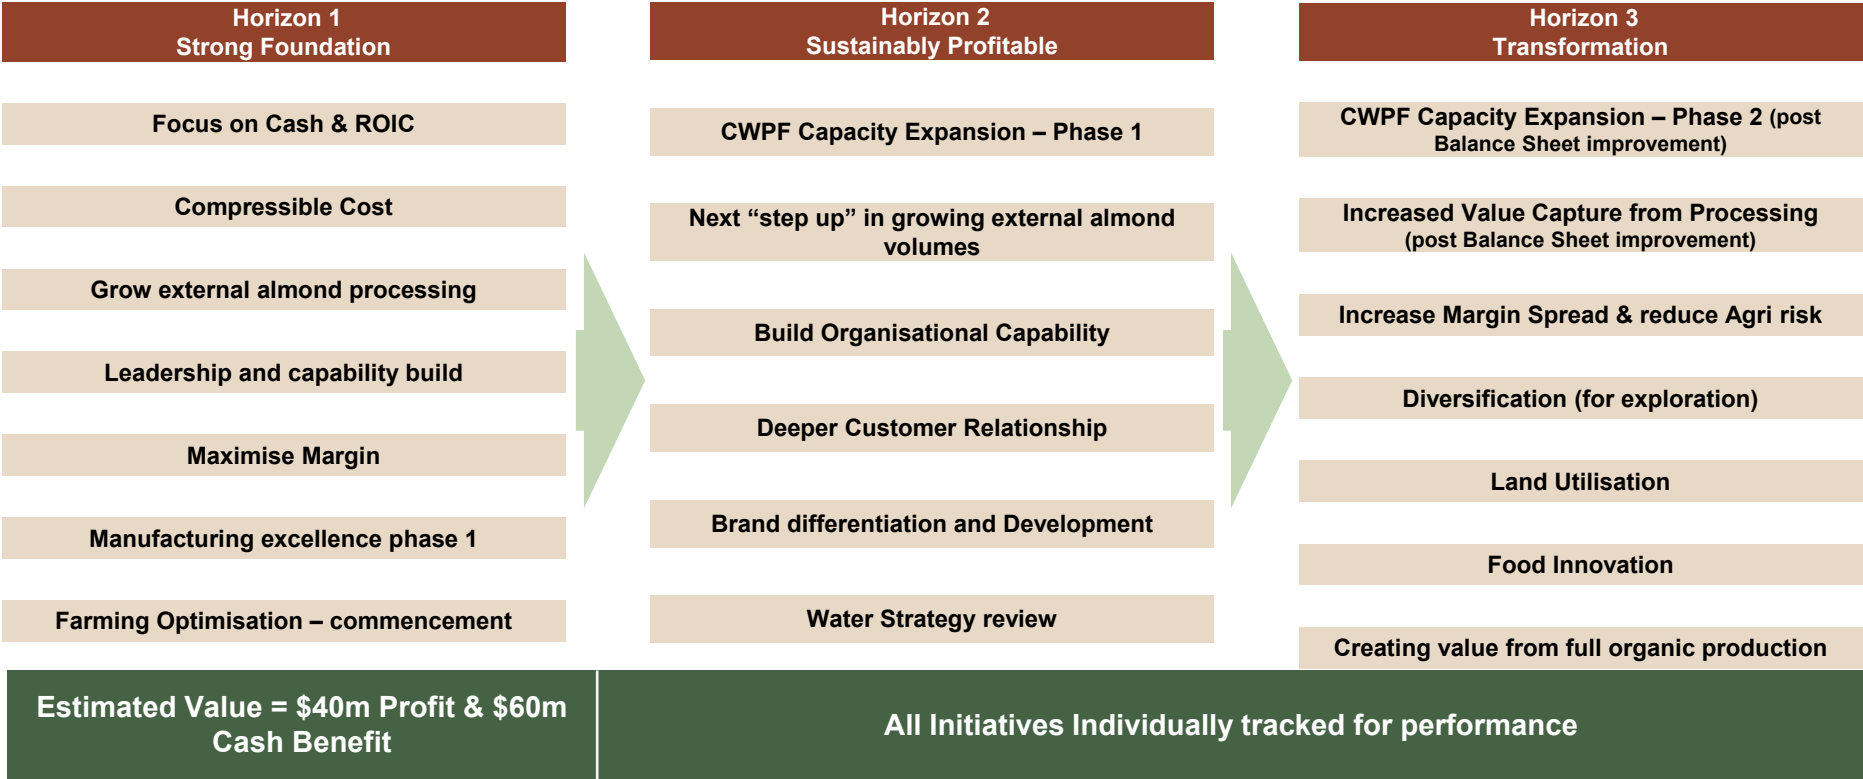 Horizon 1
Strong Foundation
Focus on Cash & ROIC
Compressible Cost
Grow external almond processing
Leadership and capability build
Maximise Margin
Manufacturing excellence phase 1
Farming Optimisation – commencement
Horizon 2
Sustainably Profitable
CWPF Capacity Expansion – Phase 1
Next “step up” in growing external almond
volumes
Build Organisational Capability
Deeper Customer Relationship
Brand differentiation and Development
Water Strategy review
Horizon 3
Transformation
CWPF Capacity Expansion – Phase 2 (post
Balance Sheet improvement)
Increased Value Capture from Processing
(post Balance Sheet improvement)
Increase Margin Spread & reduce Agri risk
Diversification (for exploration)
Land Utilisation
Food Innovation
Creating value from full organic production
Estimated Value = $40m Profit & $60m
Cash Benefit
All Initiatives Individually tracked for performance